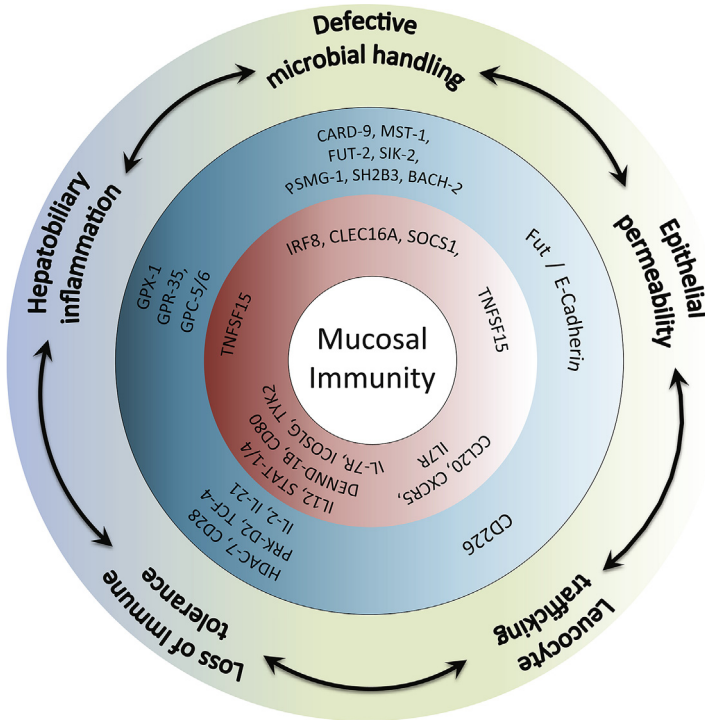 Defective
microbial handling
Epithelial
permeability
Leucocyte
trafficking
Loss of Immune
tolerance
Hepatobiliary
inflammation
CARD-9, MST-1,
FUT-2, SIK-2,
PSMG-1, SH2B3, BACH-2
Fut / E-Cadherin
CD226
HDAC-7, CD28
PRK-D2, TCF-4
IL-2, IL-21
GPX-1
GPR-35,
GPC-5/6
IRF8, CLEC16A, SOCS1,
TNFSF15
CCL20, CXCR5,
IL7R
IL12, STAT-1/4
DENND-1B, CD80
IL-7R, ICOSLG, TYK2
TNFSF15
Mucosal
Immunity